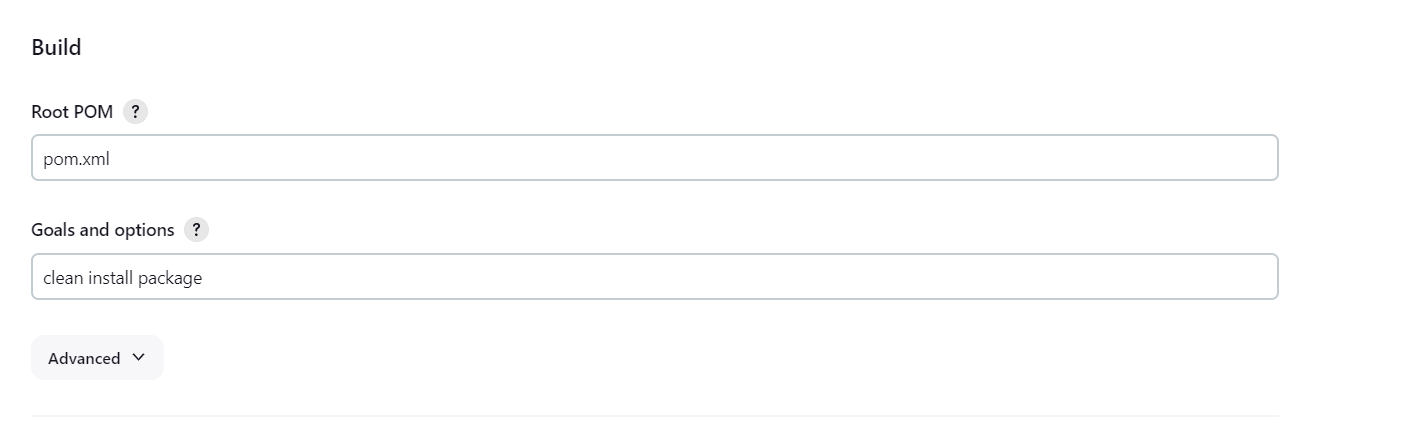 Build
Root POM ?
pom.xml
Goals and options ?
clean install package
Advanced